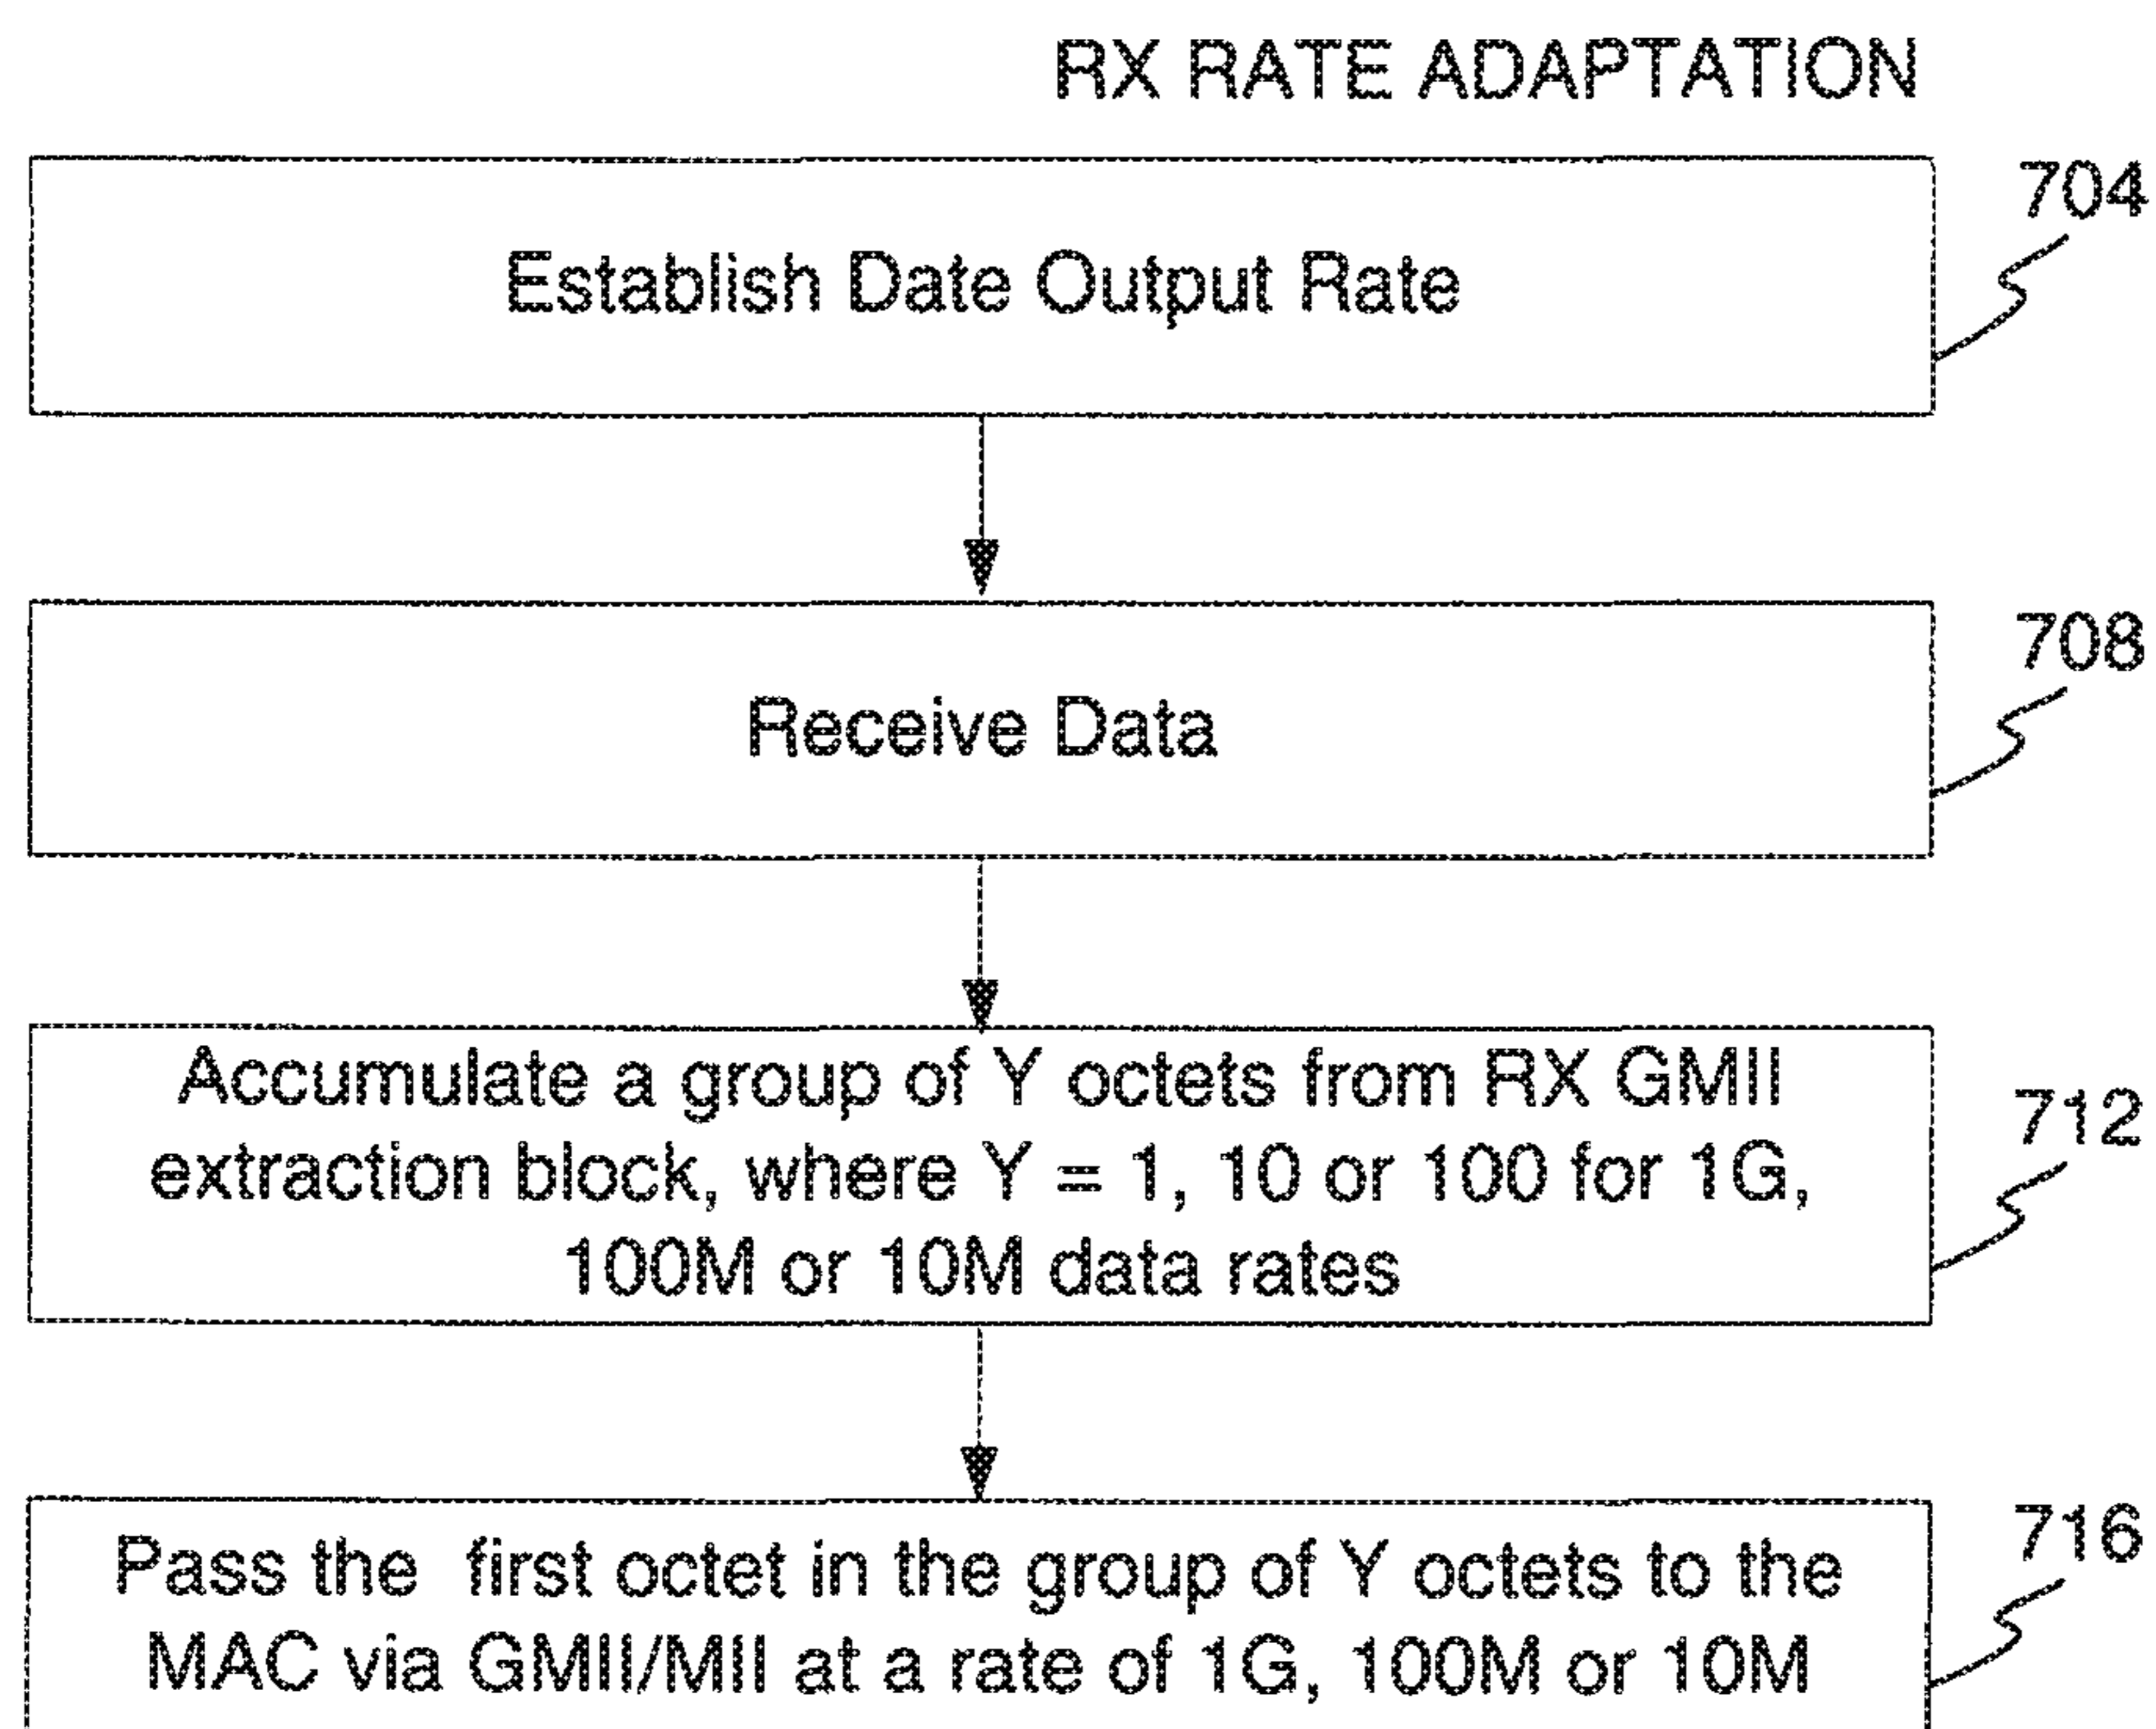 RX RATE ADAPTATION
704
Establish Date Output Rate
708
Receive Data
712
Accumulate a group of Y octets from RX GMII
extraction block, where Y = 1, 10 or 100 for 1G,
100M or 10M data rates
716
Pass the first octet in the group of Y octets to the
MAC via GMII/MII at a rate of 1G, 100M or 10M